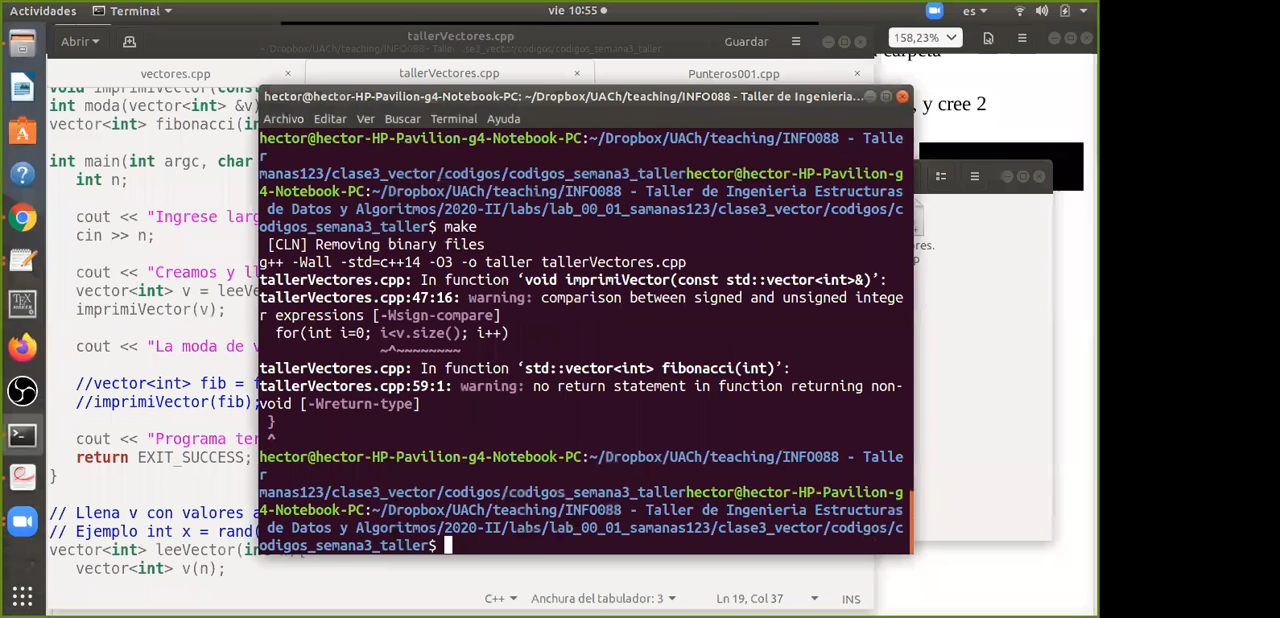 Actividades
Terminal
vie 10:55
es
Abrir
tallerVectores.cpp
Guardar
158,23%
vectores.cpp
×
tallerVectores.cpp
×
Punteros001.cpp
×
carpeta
, y cree 2
void imprimiVector(cons
int moda(vector<int> &v)
vector<int> fibonacci(in
int main(int argc, char
int n;
cout << "Ingrese larg
cin >> n;
cout << "Creamos y ll
vector<int> v = leeVe
imprimiVector(v);
cout << "La moda de v
//vector<int> fib = f
//imprimiVector(fib);
cout << "Programa ter
return EXIT_SUCCESS;
}
// Llena v con valores a
// Ejemplo int x = rand(
vector<int> leeVector(in
vector<int> v(n);
hector@hector-HP-Pavilion-g4-Notebook-PC: ~/Dropbox/UACh/teaching/INFO088 - Taller de Ingenieria...
Archivo Editar Ver Buscar Terminal Ayuda
hector@hector-HP-Pavilion-g4-Notebook-PC:~/Dropbox/UACh/teaching/INFO088 - Talle
r
manas123/clase3_vector/codigos/codigos_semana3_tallerhector@hector-HP-Pavilion-g
4-Notebook-PC:~/Dropbox/UACh/teaching/INFO088 - Taller de Ingenieria Estructuras
de Datos y Algoritmos/2020-II/labs/lab_00_01_samanas123/clase3_vector/codigos/c
odigos_semana3_taller$ make
[CLN] Removing binary files
g++ -Wall -std=c++14 -O3 -o taller tallerVectores.cpp
tallerVectores.cpp: In function ‘void imprimiVector(const std::vector<int>&)’:
tallerVectores.cpp:47:16: warning: comparison between signed and unsigned intege
r expressions [-Wsign-compare]
for(int i=0; i<v.size(); i++)
~^~~~~~~~~
tallerVectores.cpp: In function ‘std::vector<int> fibonacci(int)’:
tallerVectores.cpp:59:1: warning: no return statement in function returning non-
void [-Wreturn-type]
}
^
hector@hector-HP-Pavilion-g4-Notebook-PC:~/Dropbox/UACh/teaching/INFO088 - Talle
r
manas123/clase3_vector/codigos/codigos_semana3_tallerhector@hector-HP-Pavilion-g
4-Notebook-PC:~/Dropbox/UACh/teaching/INFO088 - Taller de Ingenieria Estructuras
de Datos y Algoritmos/2020-II/labs/lab_00_01_samanas123/clase3_vector/codigos/c
odigos_semana3_taller$
ores.
p
C++
Anchura del tabulador: 3
Ln 19, Col 37
INS